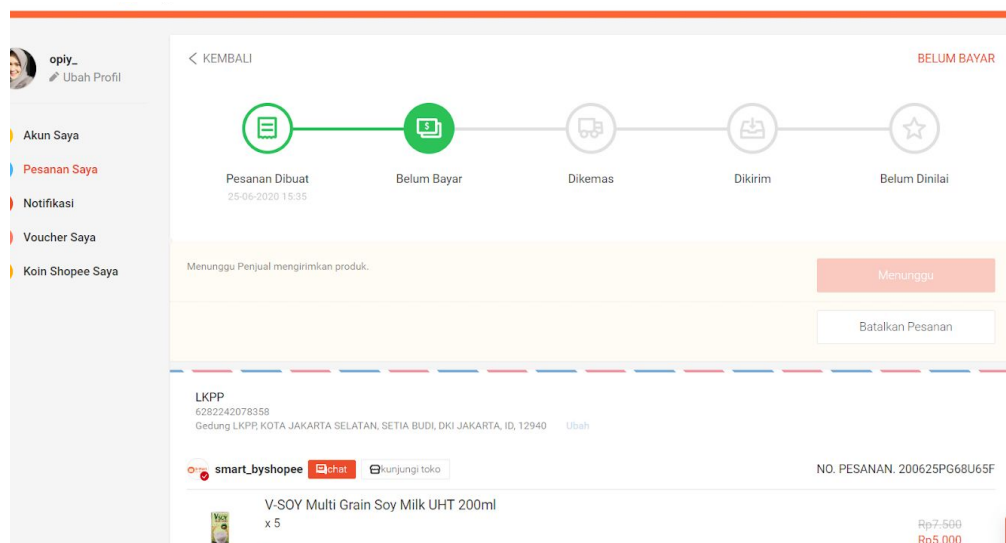 opiy_
Ubah Profil
Akun Saya
Pesanan Saya
Notifikasi
Voucher Saya
Koin Shopee Saya
KEMBALI
BELUM BAYAR
Pesanan Dibuat
25-06-2020 15:35
Belum Bayar
Dikemas
Dikirim
Belum Dinilai
Menunggu Penjual mengirimkan produk.
Menunggu
Batalkan Pesanan
LKPP
6282242078358
Gedung LKPP, KOTA JAKARTA SELATAN, SETIA BUDI, DKI JAKARTA, ID, 12940 Ubah
smart_byshopee chat kunjungi toko
NO. PESANAN. 200625PG68U65F
V-SOY Multi Grain Soy Milk UHT 200ml
x 5
Rp7.500
Rp5.000